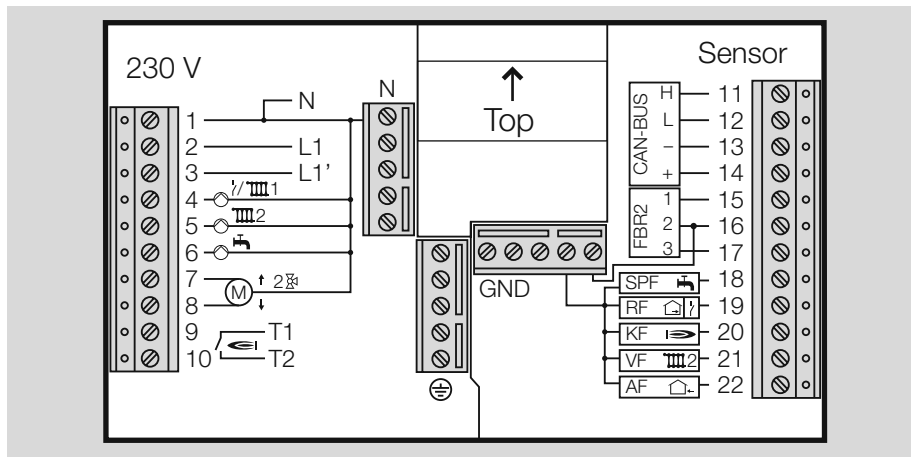 230 V
Sensor
N
Top
1 N
2 L1
3 L1'
4 1
5 2
6
7
8
M 2
9 T1
10 T2
GND
CAN-BUS
H 11
L 12
– 13
+ 14
FBR2
1 15
2 16
3 17
SPF 18
RF 19
KF 20
VF 2 21
AF 22